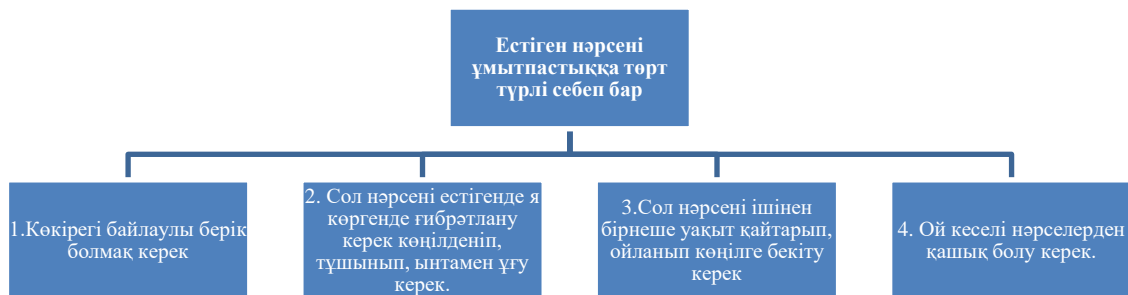 Естіген нәрсені
ұмытпастыққа төрт
түрлі себеп бар
1.Көкірегі байлаулы берік
болмақ керек
2. Сол нәрсені естігенде я
көргенде ғибрәтлану
керек көңілденіп,
тұшынып, ынтамен ұғу
керек.
3.Сол нәрсені ішінен
бірнеше уақыт қайтарып,
ойланып көңілге бекіту
керек
4. Ой кеселі нәрселерден
қашық болу керек.